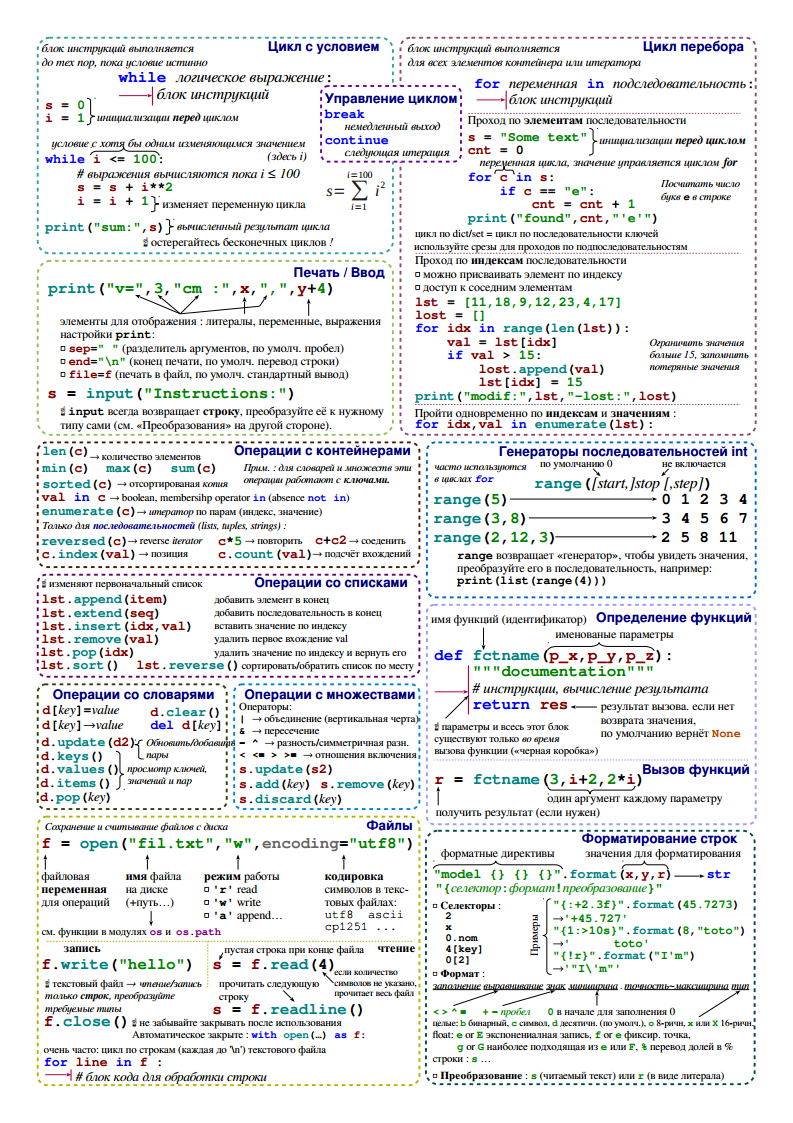 Цикл с условием
блок инструкций выполняется
до тех пор, пока условие истинно
while логическое выражение:
блок инструкций
s = 0
i = 1
инициализации перед циклом
условие с хотя бы одним изменяющимся значением
(здесь i)
while i <= 100:
# выражения вычисляются пока i ≤ 100
s = s + i**2
i = i + 1
изменяет переменную цикла
print("sum:",s)
вычисленный результат цикла
остерегайтесь бесконечных циклов !
i=100
s= ∑ i²
i=1
Управление циклом
break
немедленный выход
continue
следующая итерация
Цикл перебора
блок инструкций выполняется
для всех элементов контейнера или итератора
for переменная in подследовательность:
блок инструкций
Проход по элементам последовательности
s = "Some text"
cnt = 0
инициализации перед циклом
переменная цикла, значение управляется циклом for
for c in s:
if c == "e":
cnt = cnt + 1
print("found",cnt,"'e'")
Посчитать число
букв e в строке
цикл по dict/set = цикл по последовательности ключей
используйте срезы для проходов по подпоследовательностям
Проход по индексам последовательности
□ можно присваивать элемент по индексу
□ доступ к соседним элементам
lst = [11,18,9,12,23,4,17]
lost = []
for idx in range(len(lst)):
val = lst[idx]
if val > 15:
lost.append(val)
lst[idx] = 15
print("modif:",lst,"-lost:",lost)
Ограничить значения
больше 15, запомнить
потеряные значения
Пройти одновременно по индексам и значениям :
for idx,val in enumerate(lst):
Печать / Ввод
print("v=",3,"cm :",x,",",y+4)
элементы для отображения : литералы, переменные, выражения
настройки print:
□ sep=" " (разделитель аргументов, по умолч. пробел)
□ end="\n" (конец печати, по умолч. перевод строки)
□ file=f (печать в файл, по умолч. стандартный вывод)
s = input("Instructions:")
input всегда возвращает строку, преобразуйте её к нужному
типу сами (см. «Преобразования» на другой стороне).
Операции с контейнерами
len(c) → количество элементов
min(c) max(c) sum(c)
Прим. : для словарей и множеств эти
операции работают с ключами.
sorted(c) → отсортированая копия
val in c → boolean, membersihp operator in (absence not in)
enumerate(c) → итератор по парам (индекс, значение)
Только для последовательностей (lists, tuples, strings) :
reversed(c) → reverse iterator c*5 → повторить c+c2 → соеденить
c.index(val) → позиция c.count(val) → подсчёт вхождений
Генераторы последовательностей int
часто используются
в циклах for
по умолчанию 0
не включается
range([start,]stop [,step])
range(5) 0 1 2 3 4
range(3,8) 3 4 5 6 7
range(2,12,3) 2 5 8 11
range возвращает «генератор», чтобы увидеть значения,
преобразуйте его в последовательность, например:
print(list(range(4)))
Операции со списками
изменяют первоначальный список
lst.append(item) добавить элемент в конец
lst.extend(seq) добавить последовательность в конец
lst.insert(idx,val) вставить значение по индексу
lst.remove(val) удалить первое вхождение val
lst.pop(idx) удалить значение по индексу и вернуть его
lst.sort() lst.reverse() сортировать/обратить список по месту
Определение функций
имя функций (идентификатор)
именованые параметры
def fctname(p_x,p_y,p_z):
"""documentation"""
# инструкции, вычисление результата
return res
результат вызова. если нет
возврата значения,
по умолчанию вернёт None
параметры и всесь этот блок
существуют только во время
вызова функции («черная коробка»)
Вызов функций
r = fctname(3,i+2,2*i)
один аргумент каждому параметру
получить результат (если нужен)
Операции со словарями
d[key]=value d.clear()
d[key]→value del d[key]
d.update(d2)
Обновить/добавить
пары
d.keys()
d.values()
d.items()
просмотр ключей,
значений и пар
d.pop(key)
Операции с множествами
Операторы:
| → объединение (вертикальная черта)
& → пересечение
- ^ → разность/симметричная разн.
< <= > >= → отношения включения
s.update(s2)
s.add(key) s.remove(key)
s.discard(key)
Файлы
Сохранение и считывание файлов с диска
f = open("fil.txt","w",encoding="utf8")
файловая
переменная
для операций
имя файла
на диске
(+путь…)
режим работы
□ 'r' read
□ 'w' write
□ 'a' append…
кодировка
символов в текс-
товых файлах:
utf8 ascii
cp1251 ...
см. функции в модулях os и os.path
запись
f.write("hello")
текстовый файл → чтение/запись
только строк, преобразуйте
требуемые типы
пустая строка при конце файла
чтение
s = f.read(4)
если количество
символов не указано,
прочитает весь файл
прочитать следующую
строку
s = f.readline()
f.close() не забывайте закрывать после использования
Автоматическое закрыте : with open(…) as f:
очень часто: цикл по строкам (каждая до '\n') текстового файла
for line in f :
# блок кода для обработки строки
Форматирование строк
форматные директивы
значения для форматирования
"model {} {} {}".format(x,y,r) str
"{селектор:формат!преобразование}"
□ Селекторы :
2
x
0.nom
4[key]
0[2]
Примеры
"{:+2.3f}".format(45.7273)
→'+45.727'
"{1:>10s}".format(8,"toto")
→' toto'
"{!r}".format("I'm")
→'"I\'m"'
□ Формат :
заполнение выравнивание знак миниширина . точность~максиширина тип
< > ^ = + - пробел 0 в начале для заполнения 0
целые: b бинарный, c символ, d десятичн. (по умолч.), o 8-ричн, x или X 16-ричн,
float: e or E экспонениалная запись, f or e фиксир. точка,
g or G наиболее подходящая из e или F, % перевод долей в %
строки : s …
□ Преобразование : s (читаемый текст) или r (в виде литерала)